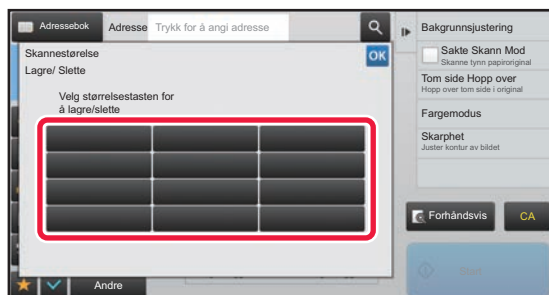 Adressebok
Adresse
Trykk for å angi adresse
Skannestørelse
OK
Lagre/ Slette
Velg størrelsestasten for
å lagre/slette
Bakgrunnsjustering
Sakte Skann Mod
Skanne tynn papiroriginal
Tom side Hopp over
Hopp over tom side i original
Fargemodus
Skarphet
Juster kontur av bildet
Forhåndsvis
CA
Start
Andre